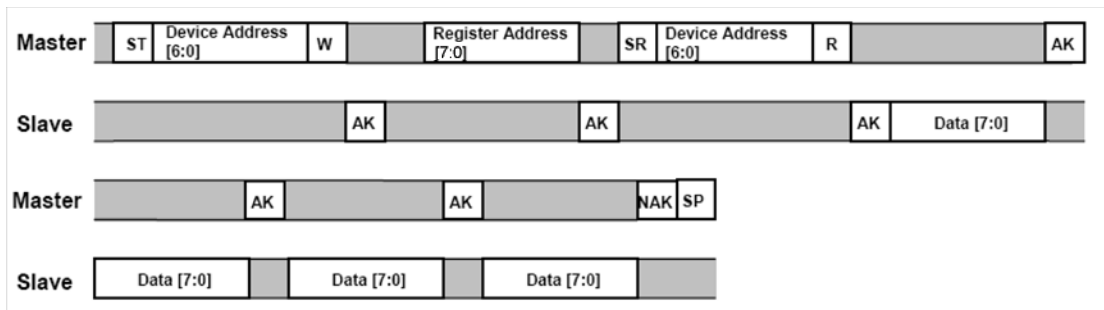 Master ST Device Address [6:0] W Register Address [7:0] SR Device Address [6:0] R AK
Slave AK AK AK Data [7:0]
Master AK AK NAK SP
Slave Data [7:0] Data [7:0] Data [7:0]